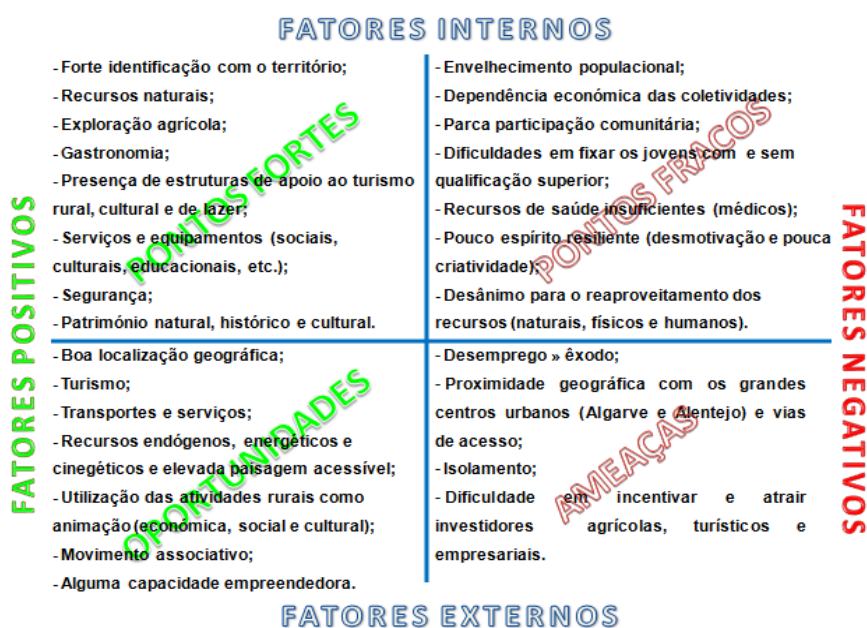 FATORES INTERNOS
- Forte identificação com o território;
- Recursos naturais;
- Exploração agrícola;
- Gastronomia;
- Presença de estruturas de apoio ao turismo
rural, cultural e de lazer;
- Serviços e equipamentos (sociais,
culturais, educacionais, etc.);
- Segurança;
- Património natural, histórico e cultural.
PONTOS FORTES
- Envelhecimento populacional;
- Dependência económica das coletividades;
- Parca participação comunitária;
- Dificuldades em fixar os jovens com e sem
qualificação superior;
- Recursos de saúde insuficientes (médicos);
- Pouco espírito resiliente (desmotivação e pouca
criatividade);
- Desânimo para o reaproveitamento dos
recursos (naturais, físicos e humanos).
PONTOS FRACOS
FATORES POSITIVOS
FATORES NEGATIVOS
- Boa localização geográfica;
- Turismo;
- Transportes e serviços;
- Recursos endógenos, energéticos e
cinegéticos e elevada paisagem acessível;
- Utilização das atividades rurais como
animação (económica, social e cultural);
- Movimento associativo;
- Alguma capacidade empreendedora.
OPORTUNIDADES
- Desemprego » êxodo;
- Proximidade geográfica com os grandes
centros urbanos (Algarve e Alentejo) e vias
de acesso;
- Isolamento;
- Dificuldade em incentivar e atrair
investidores agrícolas, turísticos e
empresariais.
AMEAÇAS
FATORES EXTERNOS